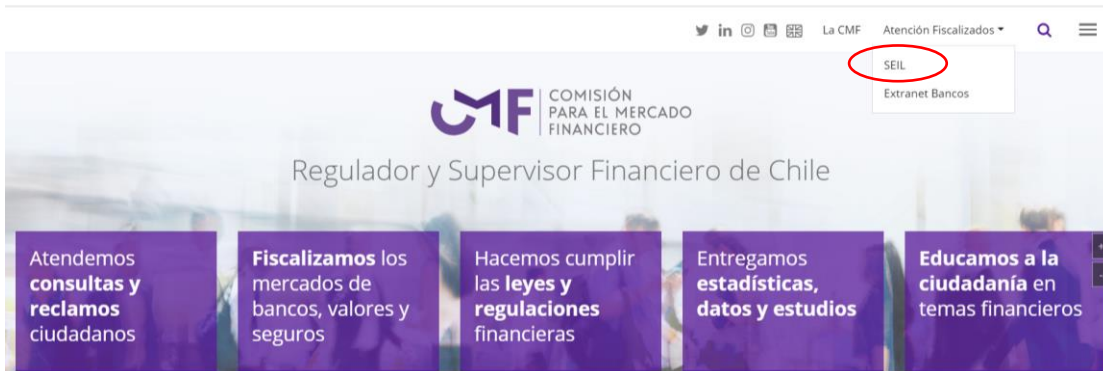 La CMF Atención Fiscalizados
SEIL
Extranet Bancos
CMF
COMISIÓN
PARA EL MERCADO
FINANCIERO
Regulador y Supervisor Financiero de Chile
Atendemos
consultas y
reclamos
ciudadanos
Fiscalizamos los
mercados de
bancos, valores y
seguros
Hacemos cumplir
las leyes y
regulaciones
financieras
Entregamos
estadísticas,
datos y estudios
Educamos a la
ciudadanía en
temas financieros